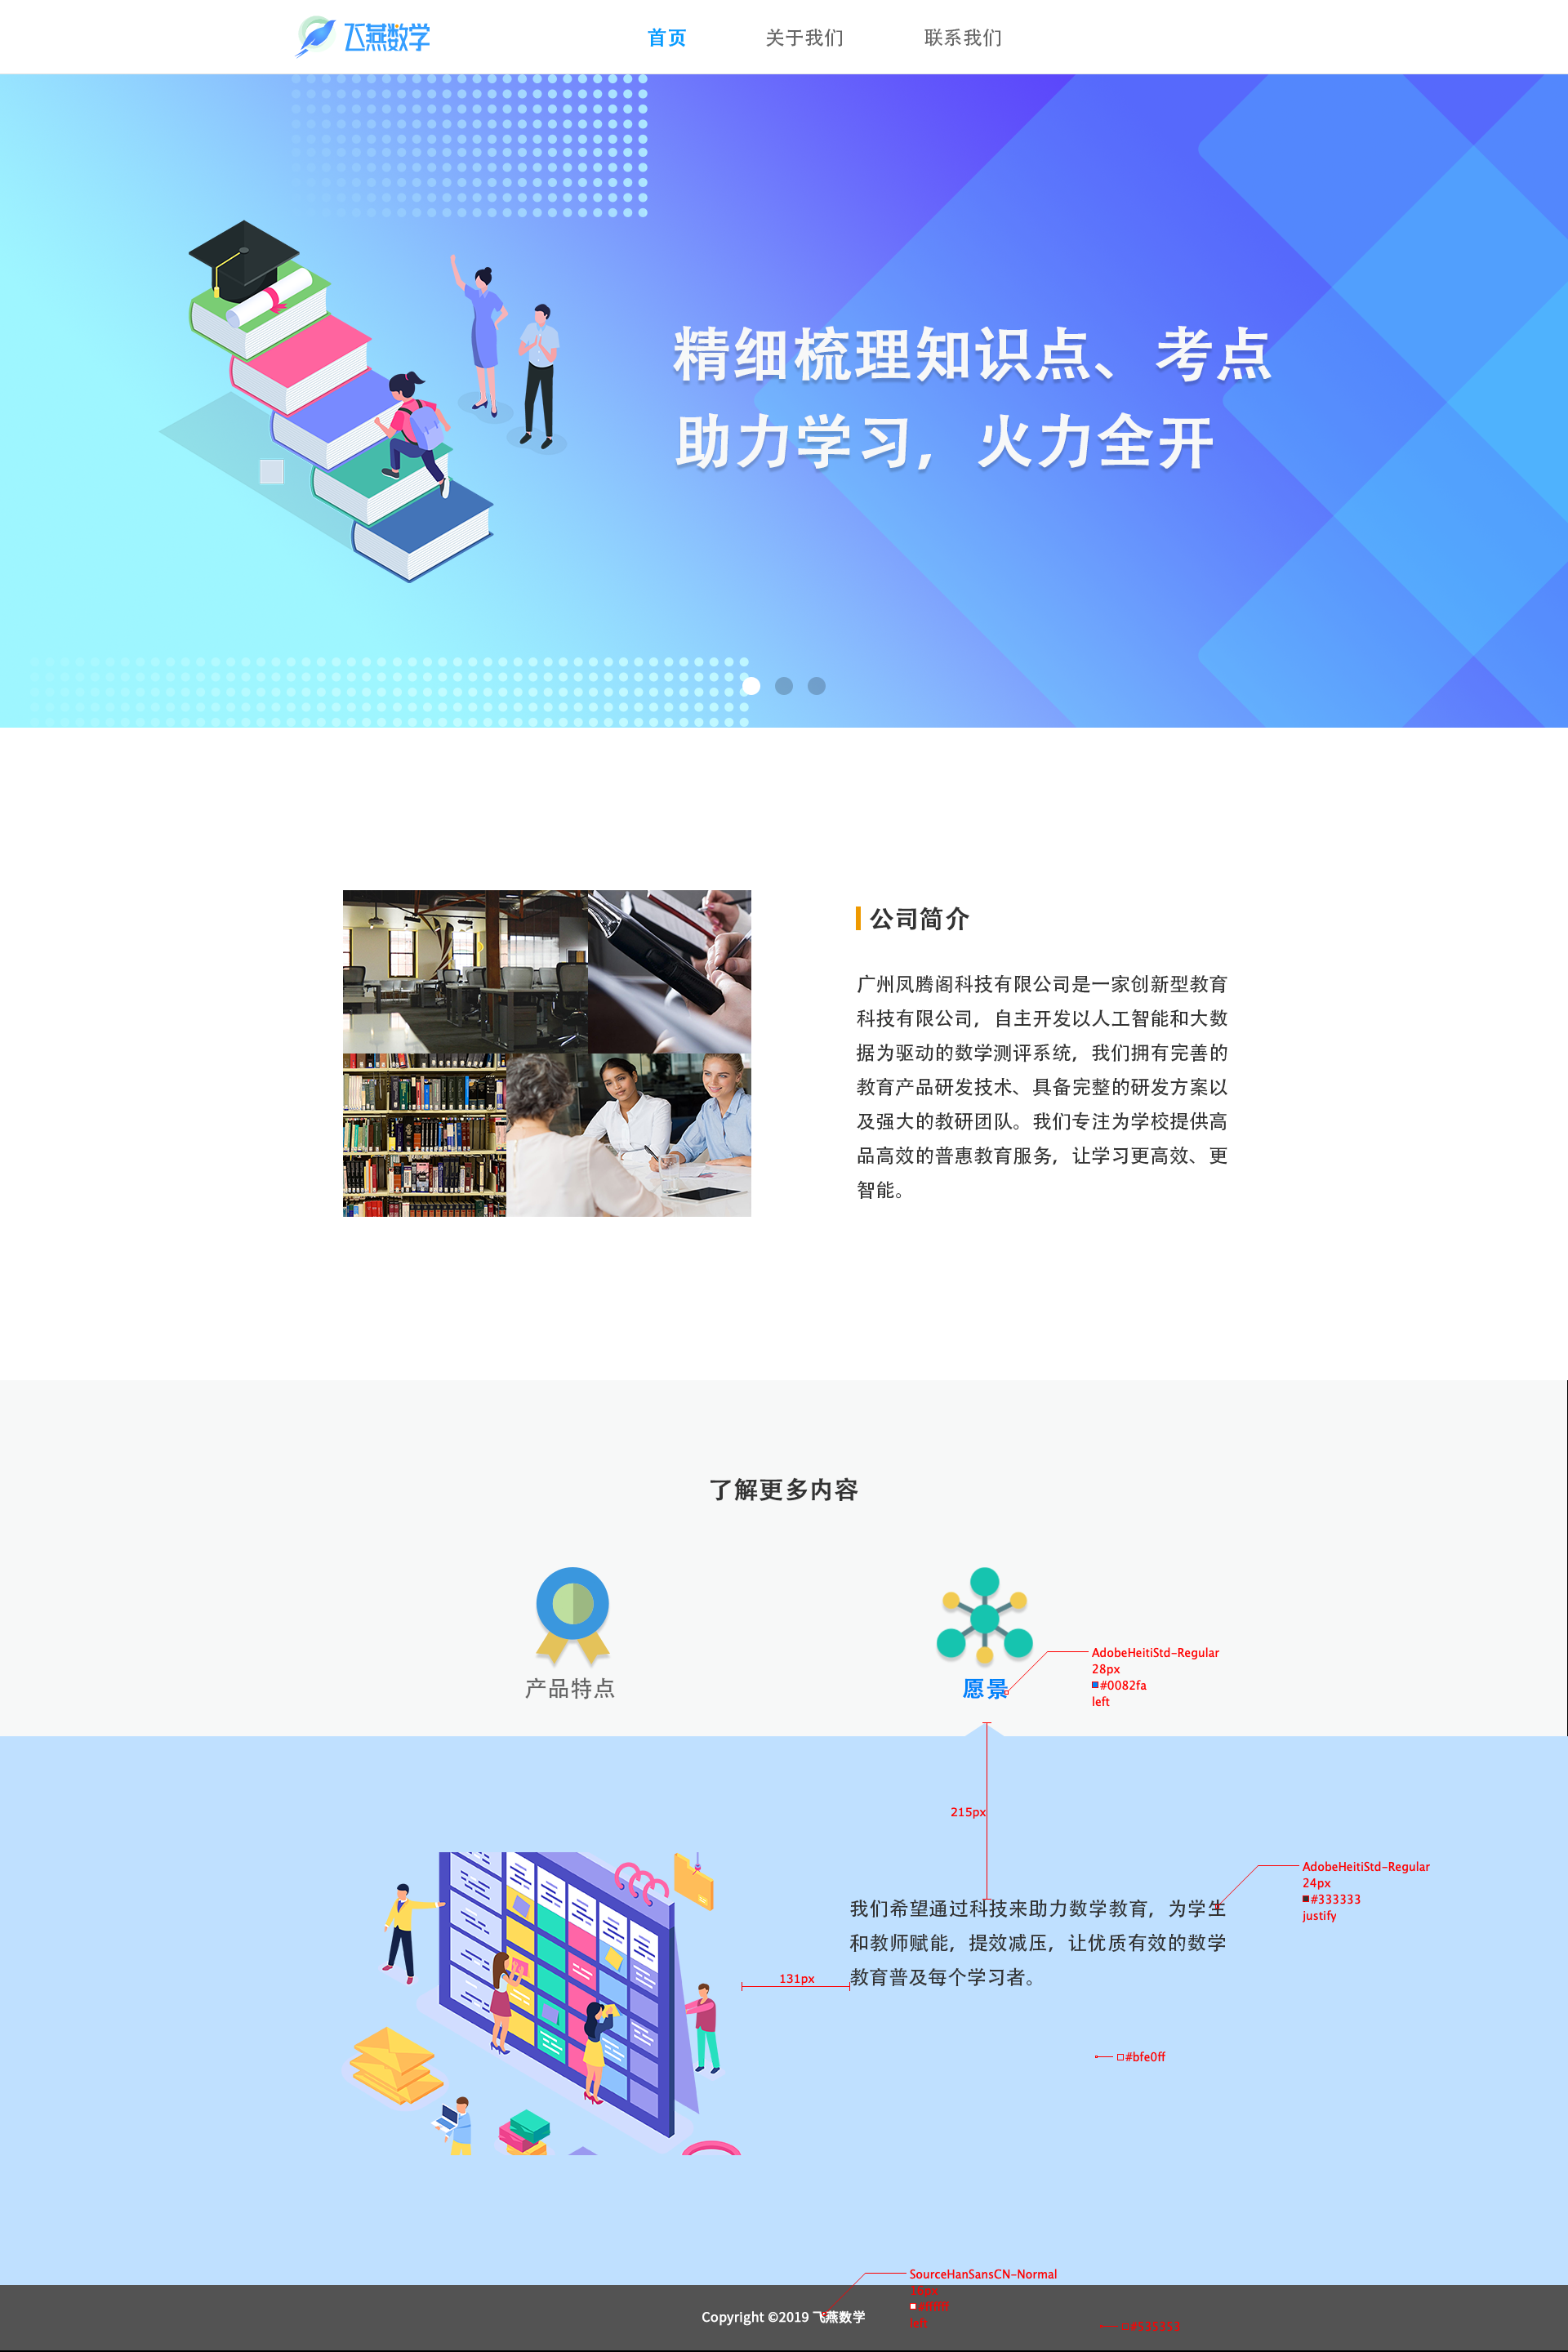 飞燕数学
首页
关于我们
联系我们
精细梳理知识点、考点
助力学习，火力全开
公司简介
广州凤腾阁科技有限公司是一家创新型教育
科技有限公司，自主开发以人工智能和大数
据为驱动的数学测评系统，我们拥有完善的
教育产品研发技术、具备完整的研发方案以
及强大的教研团队。我们专注为学校提供高
品高效的普惠教育服务，让学习更高效、更
智能。
了解更多内容
产品特点
愿景
AdobeHeitiStd-Regular
28px
#0082fa
left
215px
AdobeHeitiStd-Regular
24px
#333333
justify
我们希望通过科技来助力数学教育，为学生
和教师赋能，提效减压，让优质有效的数学
教育普及每个学习者。
131px
#bfe0ff
SourceHanSansCN-Normal
16px
#ffffff
left
Copyright ©2019 飞燕数学